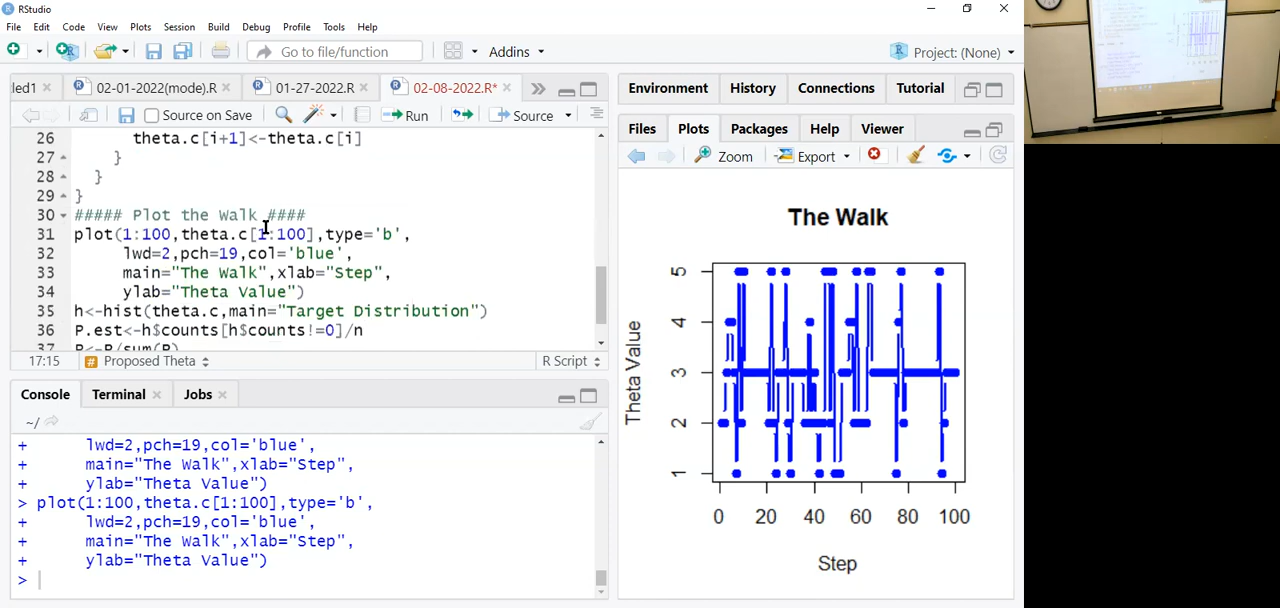 RStudio
File Edit Code View Plots Session Build Debug Profile Tools Help
Go to file/function Addins Project: (None)
led1 02-01-2022(mode).R 01-27-2022.R 02-08-2022.R*
Source on Save Run Source
26 theta.c[i+1]<-theta.c[i]
27 }
28 }
29 }
30 ##### Plot the Walk ####
31 plot(1:100,theta.c[1:100],type='b',
32 lwd=2,pch=19,col='blue',
33 main="The Walk",xlab="Step",
34 ylab="Theta Value")
35 h<-hist(theta.c,main="Target Distribution")
36 P.est<-h$counts[h$counts!=0]/n
37 P<-P/sum(P)
17:15 Proposed Theta R Script
Console Terminal Jobs
~/
+ lwd=2,pch=19,col='blue',
+ main="The Walk",xlab="Step",
+ ylab="Theta Value")
> plot(1:100,theta.c[1:100],type='b',
+ lwd=2,pch=19,col='blue',
+ main="The Walk",xlab="Step",
+ ylab="Theta Value")
>
Environment History Connections Tutorial
Files Plots Packages Help Viewer
Zoom Export
The Walk
5
4
3
2
1
Theta Value
0 20 40 60 80 100
Step